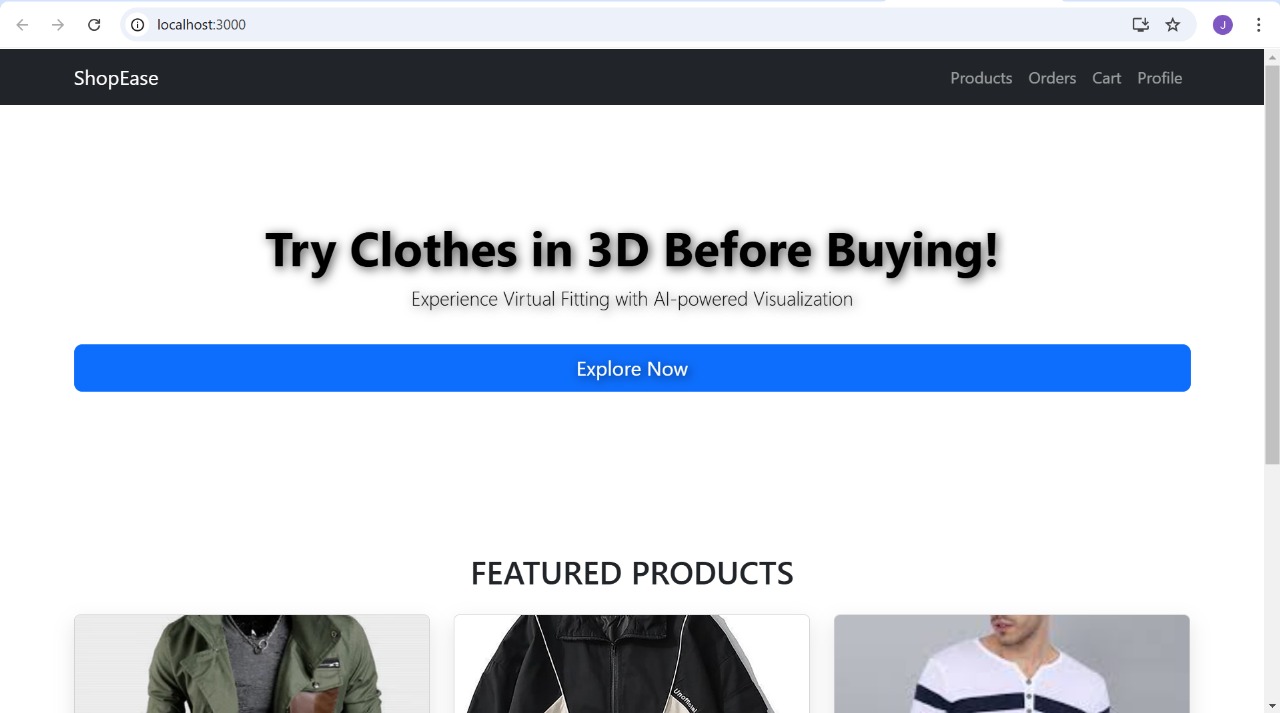 localhost:3000
J
ShopEase
Products Orders Cart Profile
Try Clothes in 3D Before Buying!
Experience Virtual Fitting with AI-powered Visualization
Explore Now
FEATURED PRODUCTS
Unofficial